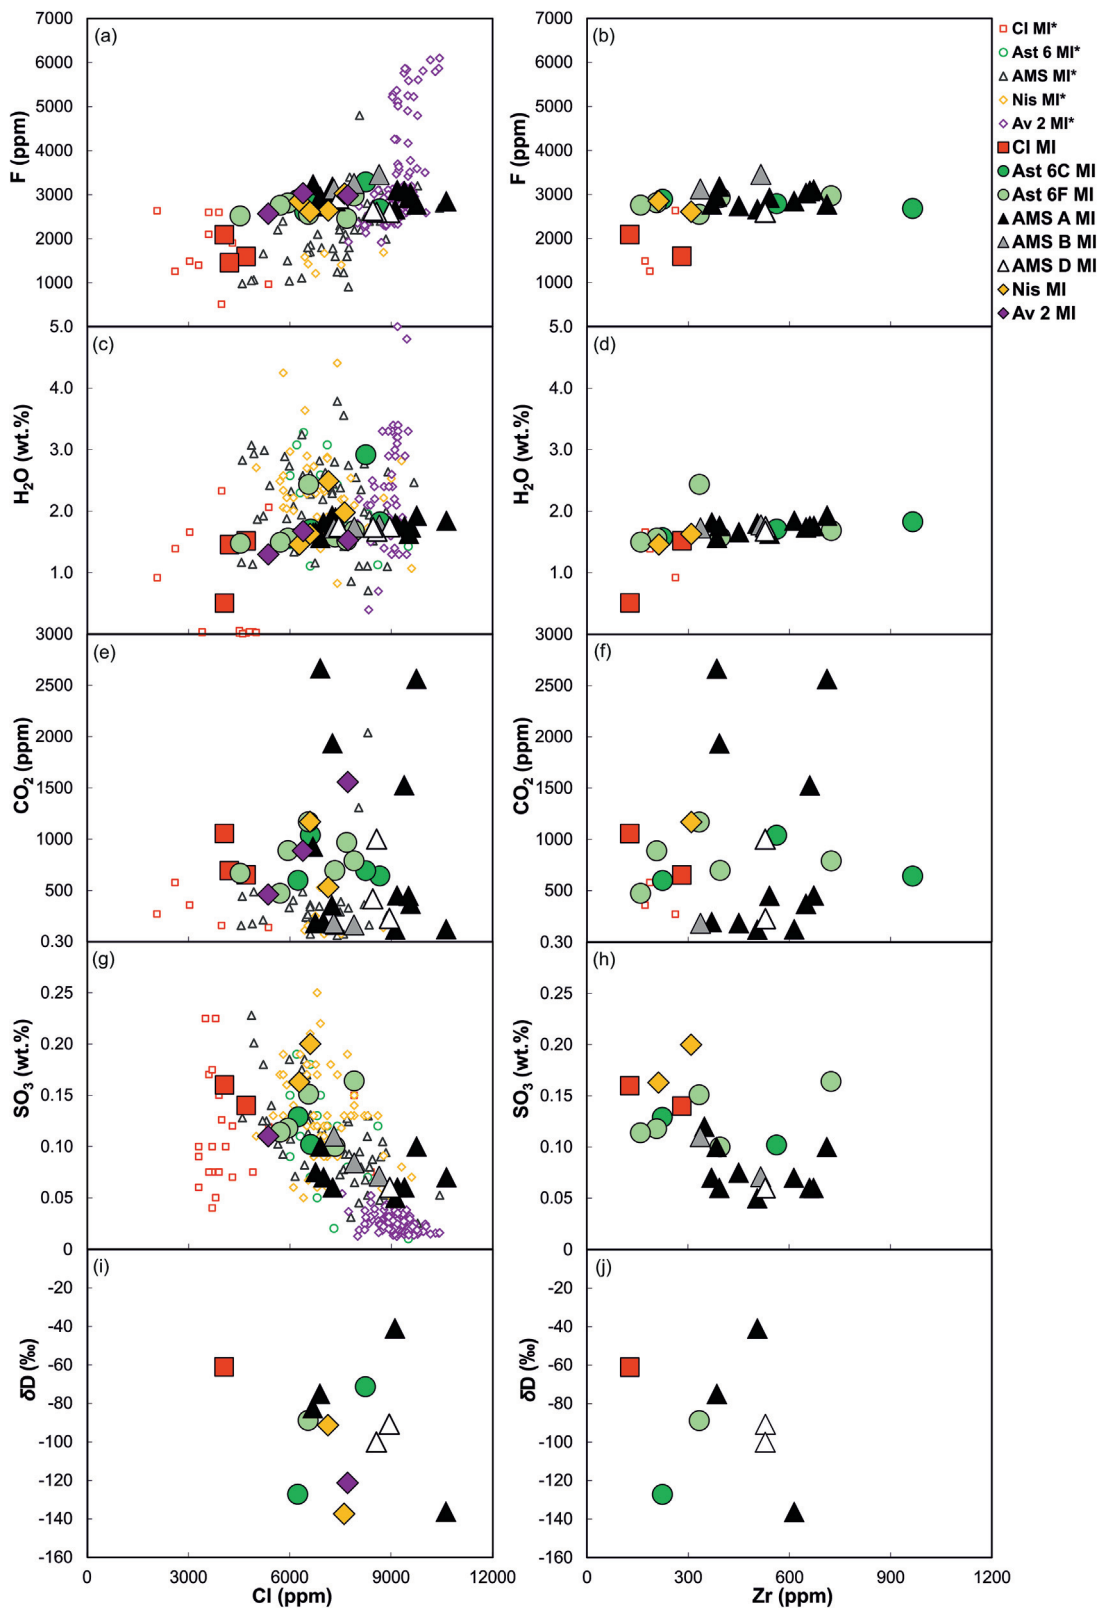 (a)
7000
6000
5000
4000
3000
2000
1000
5.0
F (ppm)
(b)
7000
6000
5000
4000
3000
2000
1000
5.0
F (ppm)
CI MI*
Ast 6 MI*
AMS MI*
Nis MI*
Av 2 MI*
CI MI
Ast 6C MI
Ast 6F MI
AMS A MI
AMS B MI
AMS D MI
Nis MI
Av 2 MI
(c)
4.0
3.0
2.0
1.0
3000
H₂O (wt.%)
(d)
4.0
3.0
2.0
1.0
3000
H₂O (wt.%)
(e)
2500
2000
1500
1000
500
0.30
CO₂ (ppm)
(f)
2500
2000
1500
1000
500
0.30
CO₂ (ppm)
(g)
0.25
0.20
0.15
0.10
0.05
0
SO₃ (wt.%)
(h)
0.25
0.20
0.15
0.10
0.05
0
SO₃ (wt.%)
(i)
-20
-40
-60
-80
-100
-120
-140
-160
δD (‰)
0 3000 6000 9000 12000
Cl (ppm)
(j)
-20
-40
-60
-80
-100
-120
-140
-160
δD (‰)
0 300 600 900 1200
Zr (ppm)